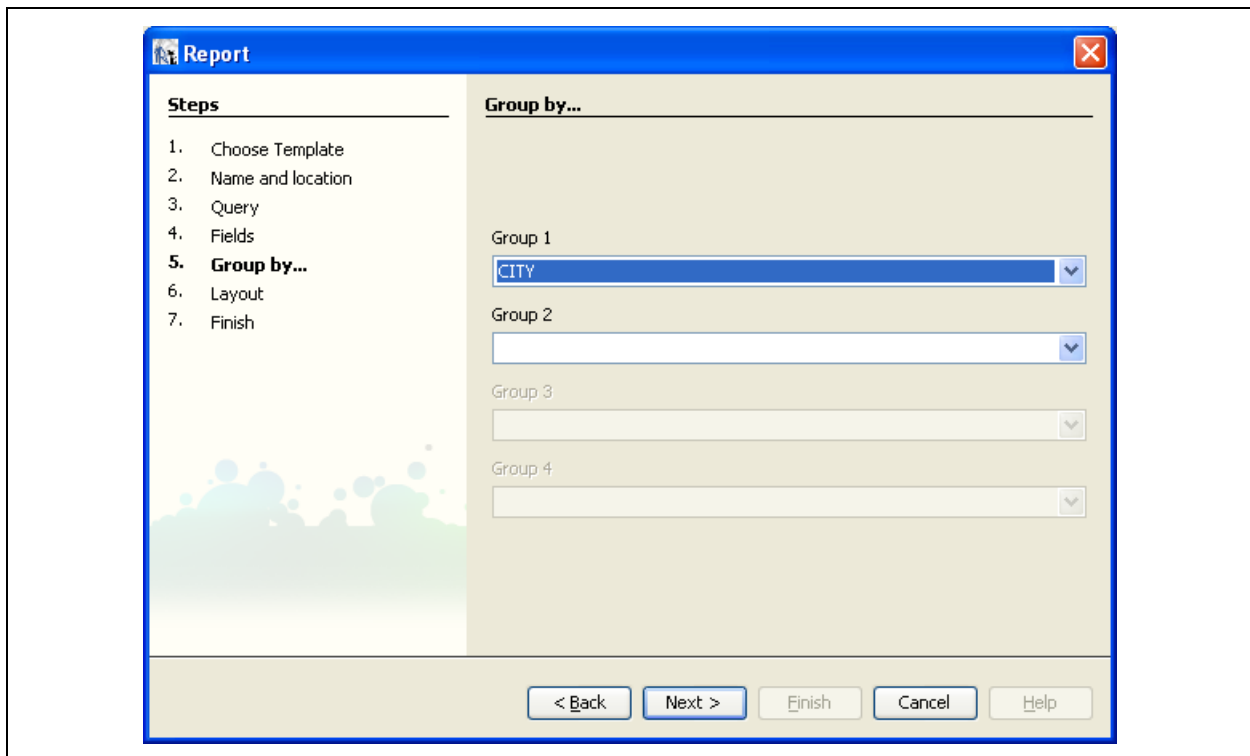 Report
Steps
1. Choose Template
2. Name and location
3. Query
4. Fields
5. Group by...
6. Layout
7. Finish
Group by...
Group 1
CITY
Group 2
Group 3
Group 4
< Back Next > Finish Cancel Help